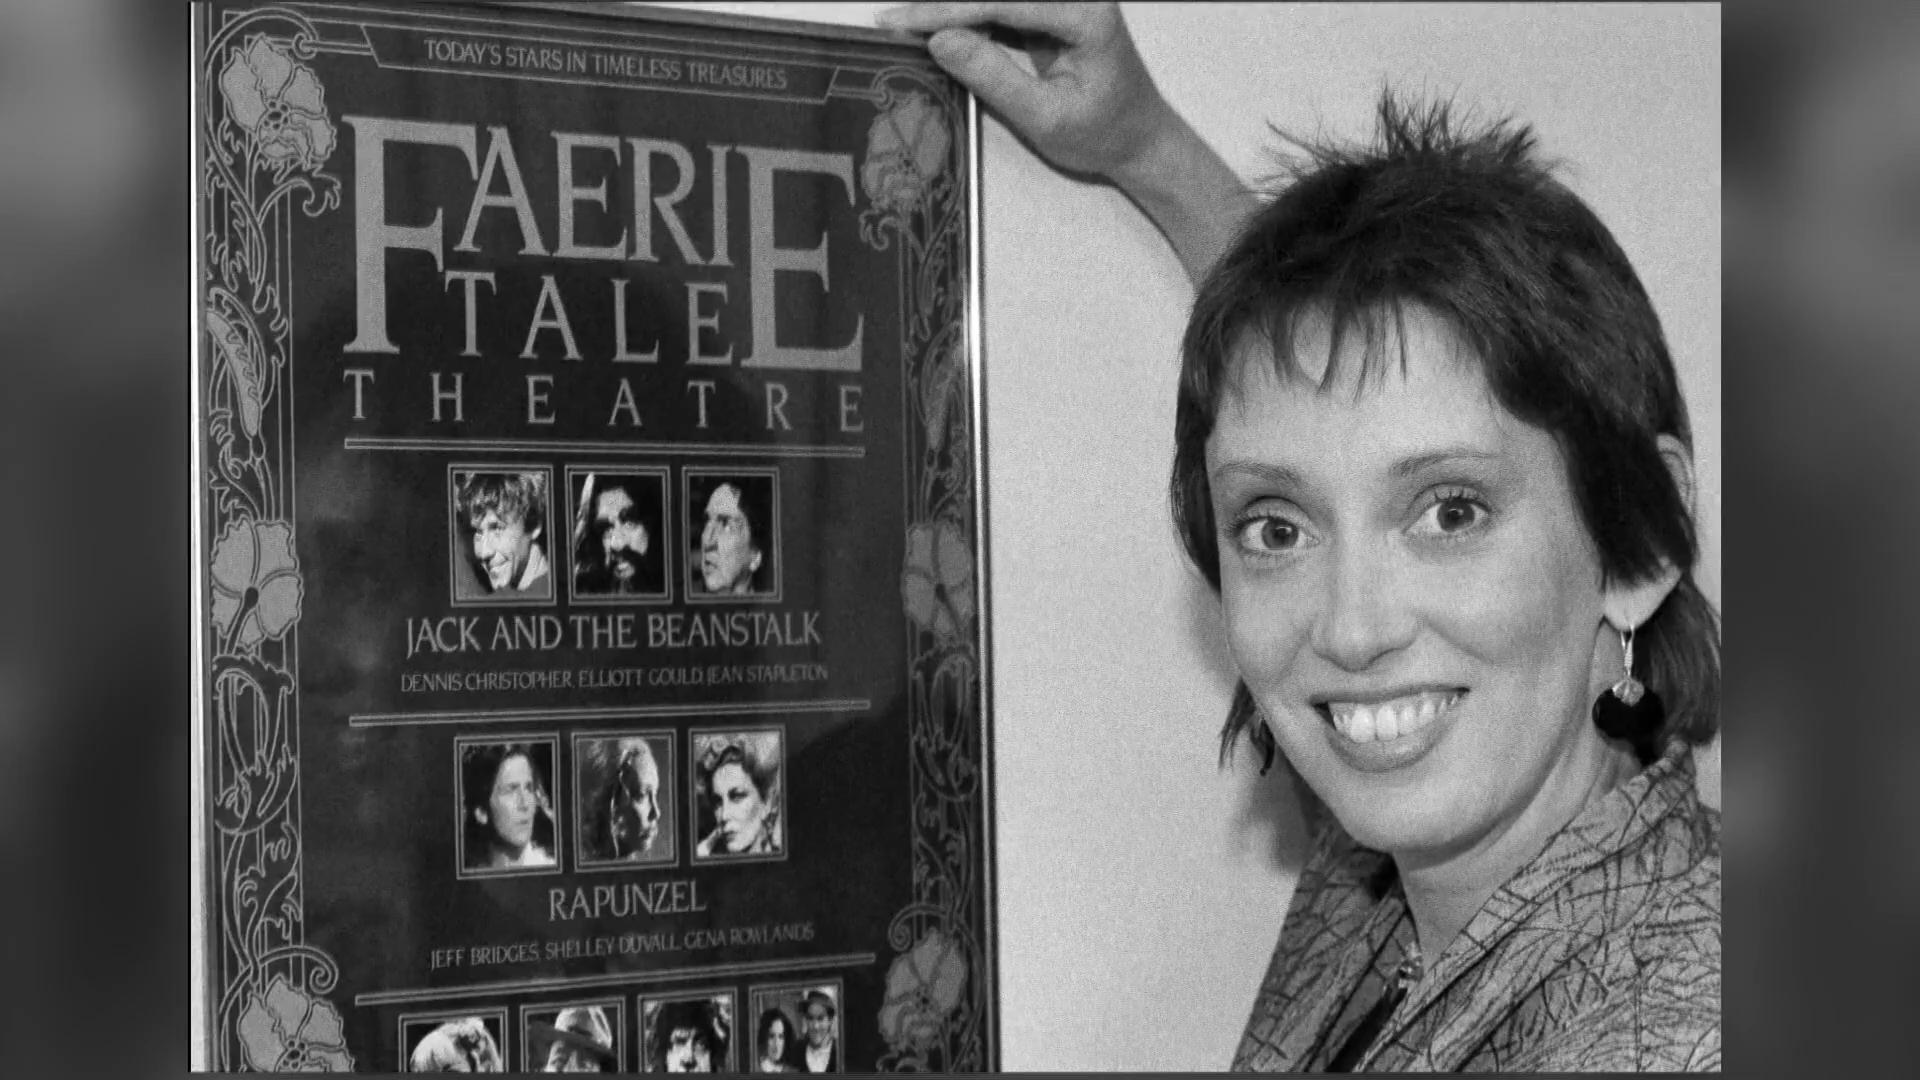 TODAY'S STARS IN TIMELESS TREASURES
FAERIE
TALE
THEATRE
JACK AND THE BEANSTALK
DENNIS CHRISTOPHER, ELLIOTT GOULD, JEAN STAPLETON
RAPUNZEL
JEFF BRIDGES, SHELLEY DUVALL, GENA ROWLANDS